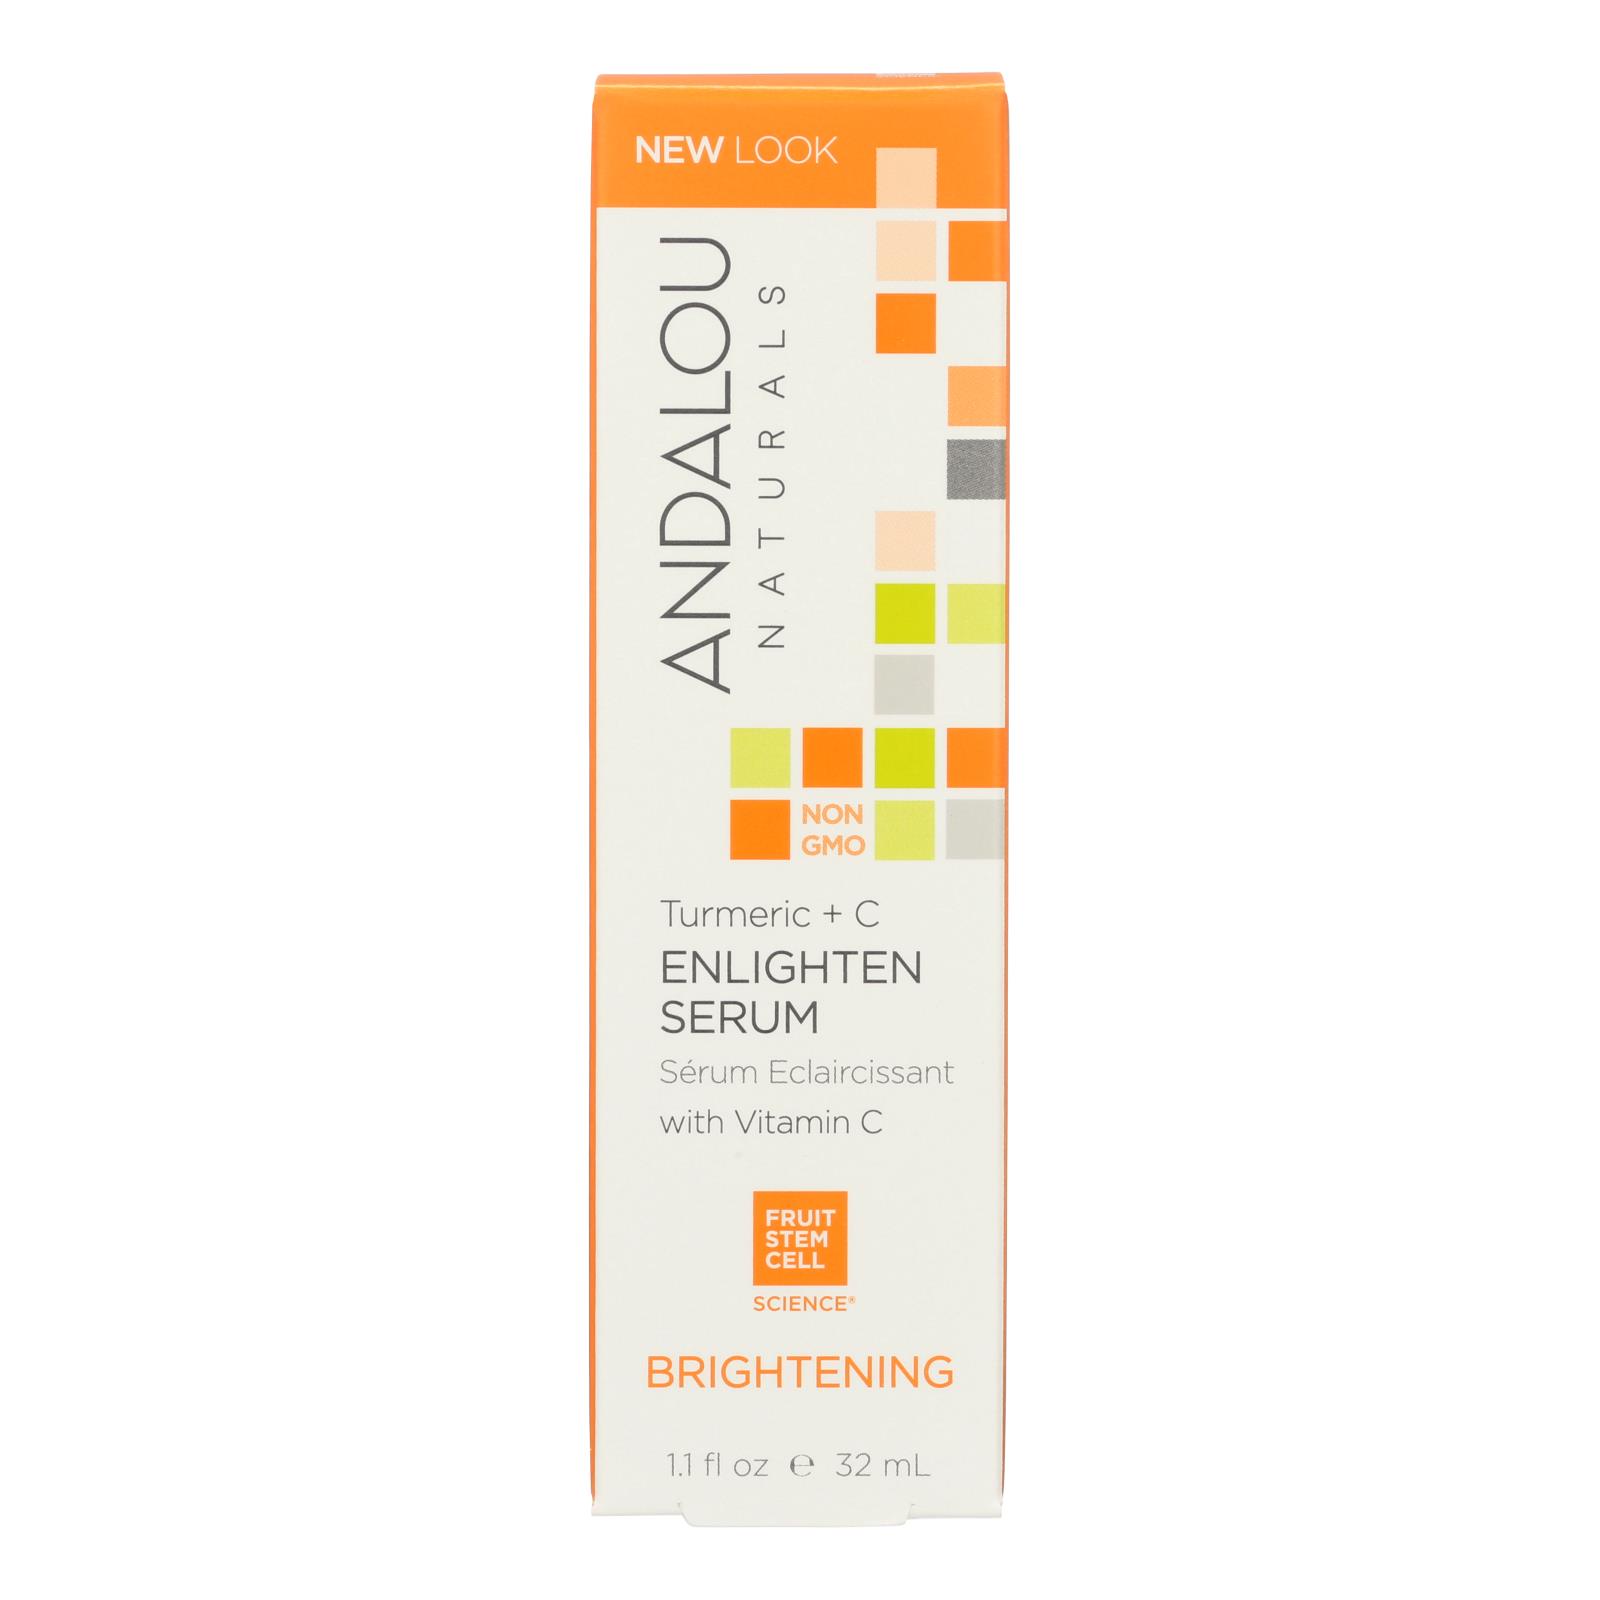 NEW LOOK
ANDALOU
NATURALS
NON
GMO
Turmeric + C
ENLIGHTEN
SERUM
Sérum Eclaircissant
with Vitamin C
FRUIT
STEM
CELL
SCIENCE®
BRIGHTENING
1.1 fl oz ℮ 32 mL